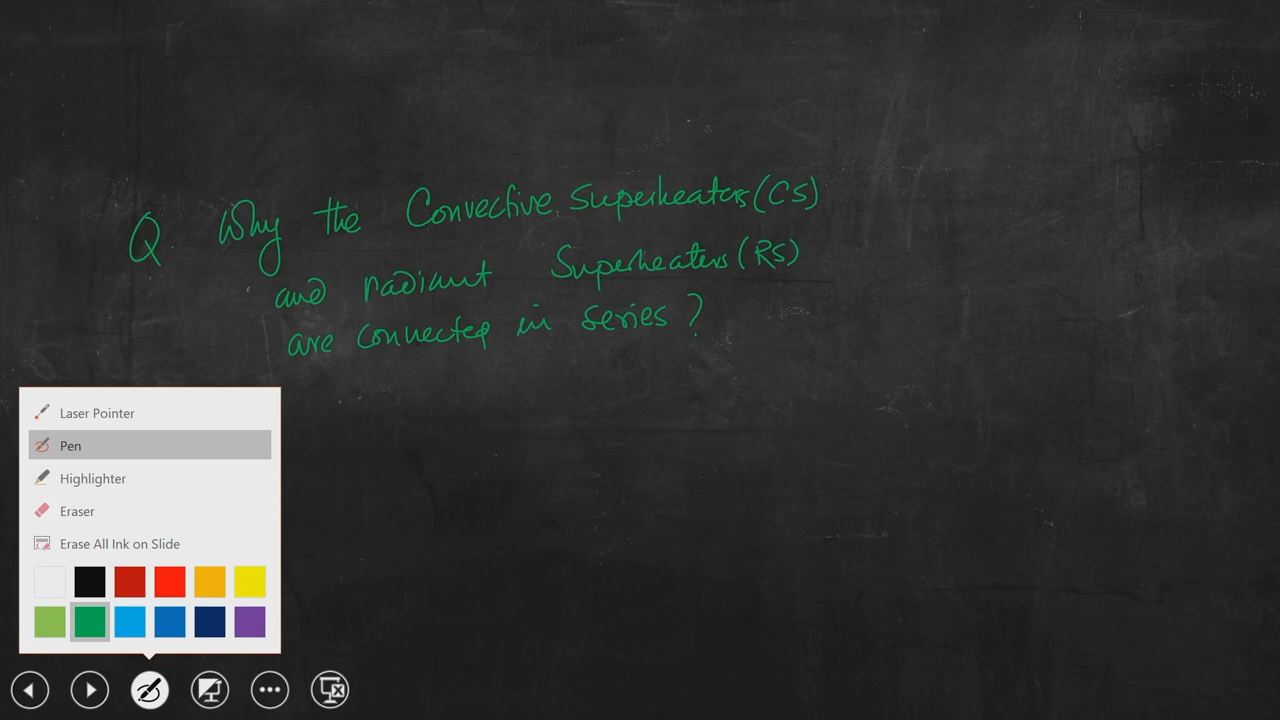 Q. Why the Convective Superheaters (CS)
and radiant Superheaters (RS)
are connected in series ?
Laser Pointer
Pen
Highlighter
Eraser
Erase All Ink on Slide